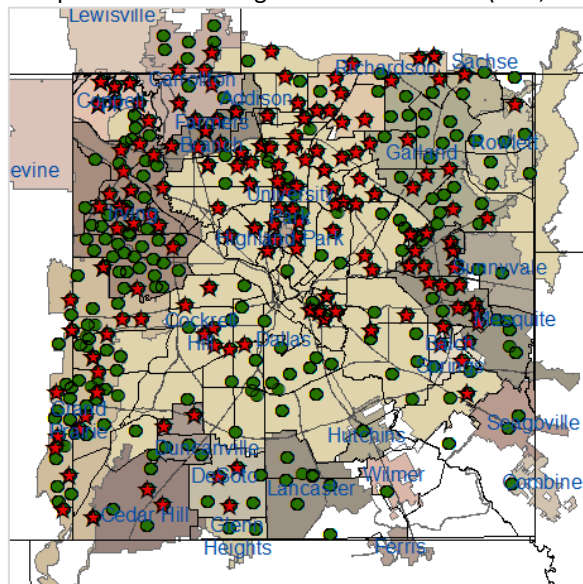 Lewisville
Carrollton
Richardson
Sachse
Coppell
Addison
Farmers
Branch
Garland
Rowlett
evine
University
Park
Irving
Highland Park
Sunnyvale
Mesquite
Cockrell
Hill
Dallas
Balch
Springs
Grand
Prairie
Seagoville
Hutchins
Duncanville
DeSoto
Wilmer
Combine
Lancaster
Cedar Hill
Glenn
Heights
Ferris